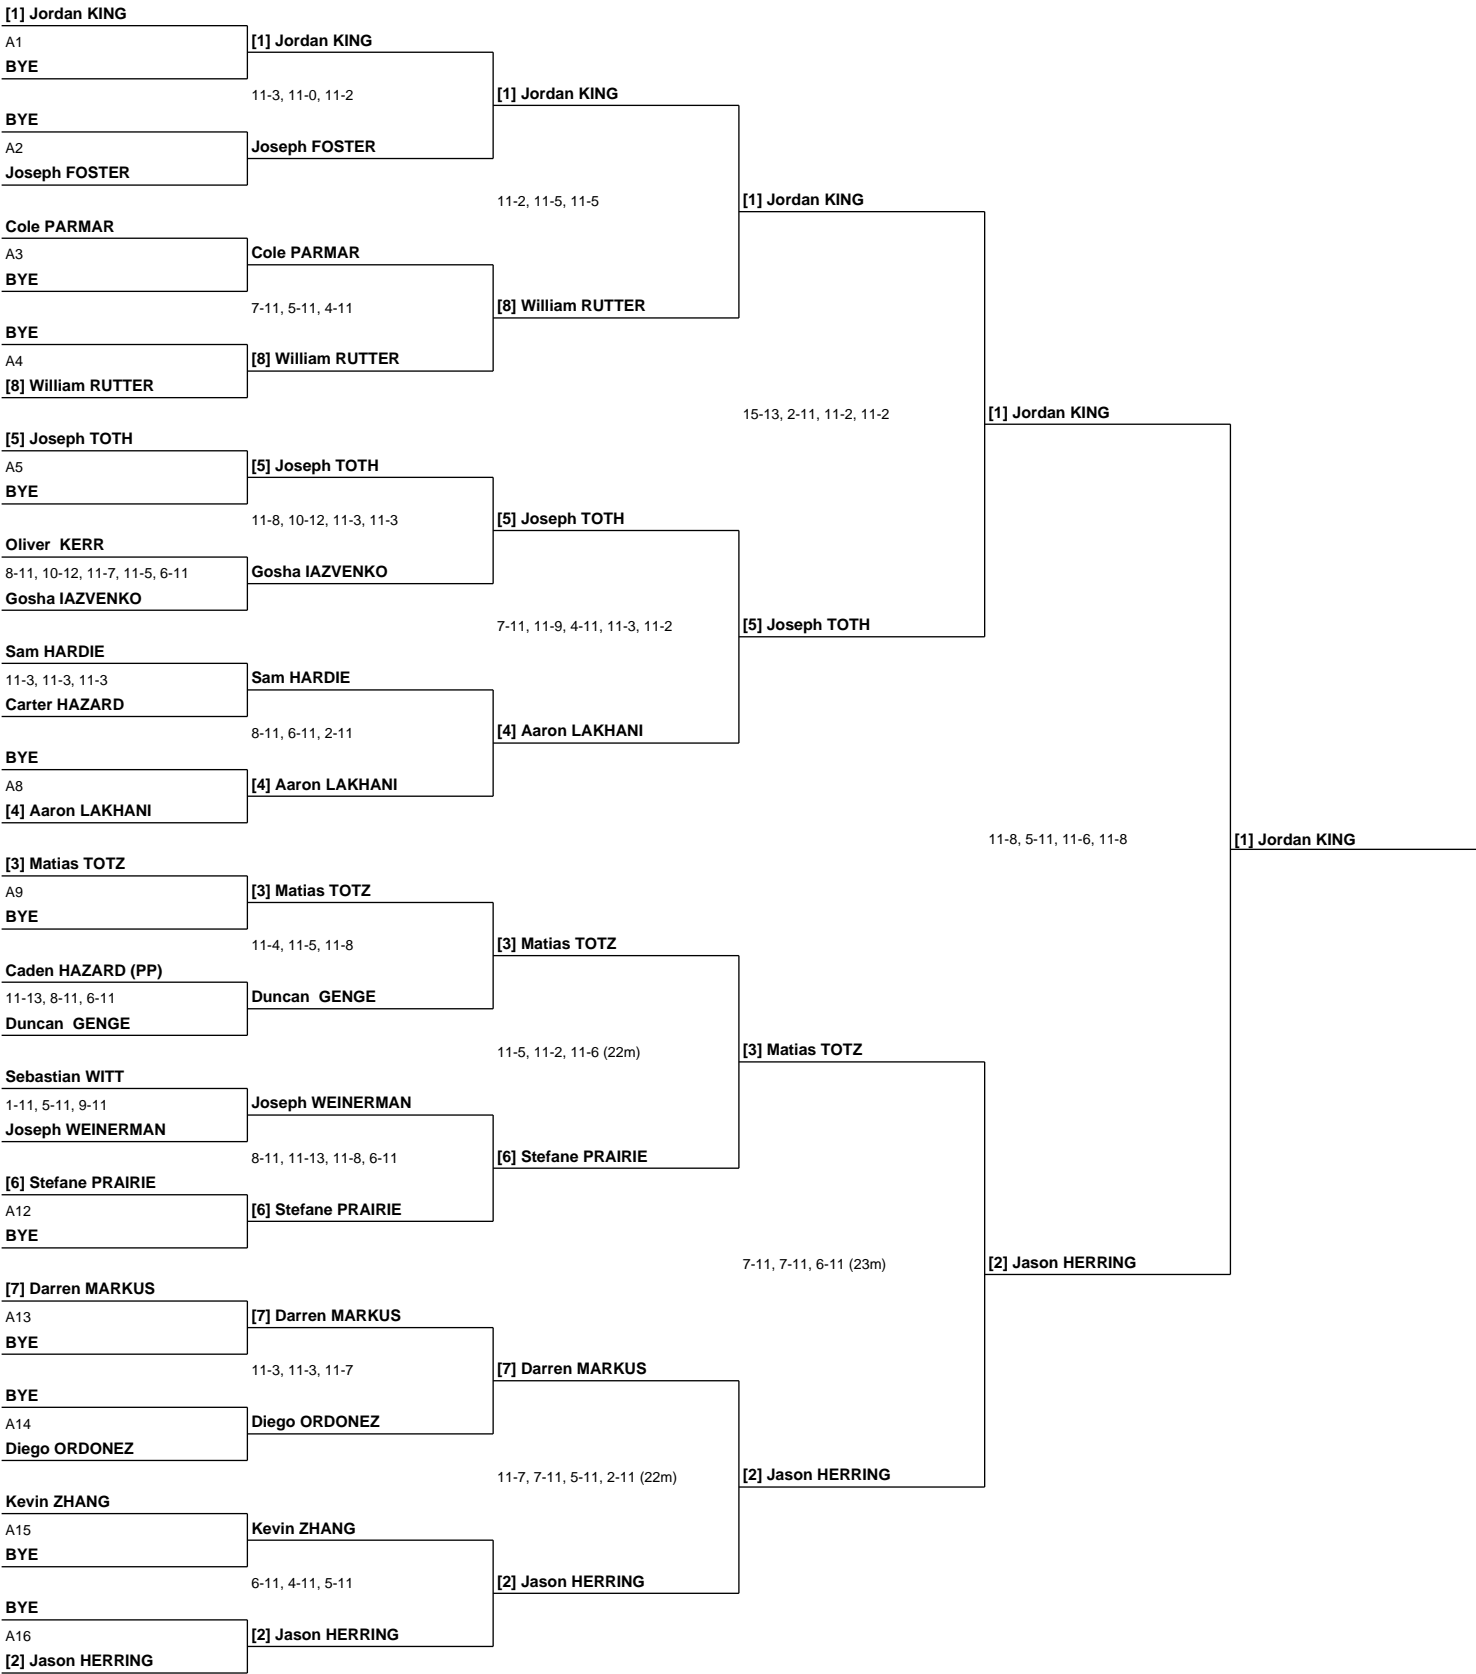 [1] Jordan KING
A1
BYE
BYE
A2
Joseph FOSTER
Cole PARMAR
A3
BYE
BYE
A4
[8] William RUTTER
[5] Joseph TOTH
A5
BYE
Oliver  KERR
8-11, 10-12, 11-7, 11-5, 6-11
Gosha IAZVENKO
Sam HARDIE
11-3, 11-3, 11-3
Carter HAZARD
BYE
A8
[4] Aaron LAKHANI
[3] Matias TOTZ
A9
BYE
Caden HAZARD (PP)
11-13, 8-11, 6-11
Duncan  GENGE
Sebastian WITT
1-11, 5-11, 9-11
Joseph WEINERMAN
[6] Stefane PRAIRIE
A12
BYE
[7] Darren MARKUS
A13
BYE
BYE
A14
Diego ORDONEZ
Kevin ZHANG
A15
BYE
BYE
A16
[2] Jason HERRING
[1] Jordan KING
11-3, 11-0, 11-2
Joseph FOSTER
Cole PARMAR
7-11, 5-11, 4-11
[8] William RUTTER
[5] Joseph TOTH
11-8, 10-12, 11-3, 11-3
Gosha IAZVENKO
Sam HARDIE
8-11, 6-11, 2-11
[4] Aaron LAKHANI
[3] Matias TOTZ
11-4, 11-5, 11-8
Duncan  GENGE
Joseph WEINERMAN
8-11, 11-13, 11-8, 6-11
[6] Stefane PRAIRIE
[7] Darren MARKUS
11-3, 11-3, 11-7
Diego ORDONEZ
Kevin ZHANG
6-11, 4-11, 5-11
[2] Jason HERRING
[1] Jordan KING
11-2, 11-5, 11-5
[8] William RUTTER
[5] Joseph TOTH
7-11, 11-9, 4-11, 11-3, 11-2
[4] Aaron LAKHANI
[3] Matias TOTZ
11-5, 11-2, 11-6 (22m)
[6] Stefane PRAIRIE
[7] Darren MARKUS
11-7, 7-11, 5-11, 2-11 (22m)
[2] Jason HERRING
[1] Jordan KING
15-13, 2-11, 11-2, 11-2
[5] Joseph TOTH
[3] Matias TOTZ
7-11, 7-11, 6-11 (23m)
[2] Jason HERRING
[1] Jordan KING
11-8, 5-11, 11-6, 11-8
[2] Jason HERRING
[1] Jordan KING